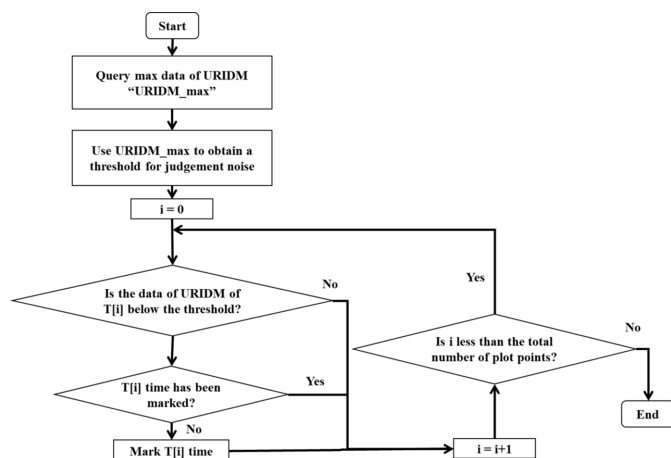 Start
Query max data of URIDM
“URIDM_max”
Use URIDM_max to obtain a
threshold for judgement noise
i = 0
Is the data of URIDM of
T[i] below the threshold?
No
T[i] time has been
marked?
Yes
No
Mark T[i] time
i = i+1
Is i less than the total
number of plot points?
Yes
No
End